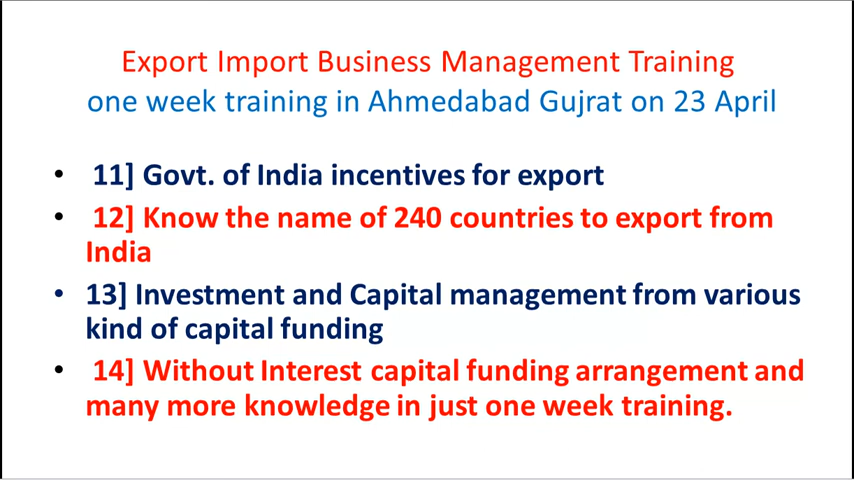 Export Import Business Management Training
one week training in Ahmedabad Gujrat on 23 April
• 11] Govt. of India incentives for export
• 12] Know the name of 240 countries to export from
India
• 13] Investment and Capital management from various
kind of capital funding
• 14] Without Interest capital funding arrangement and
many more knowledge in just one week training.